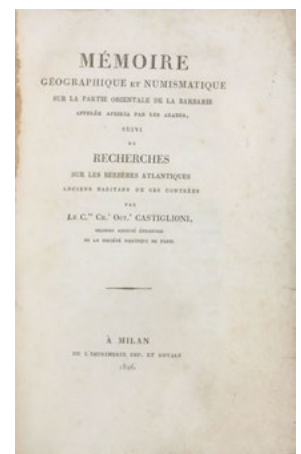 MÉMOIRE
GÉOGRAPHIQUE ET NUMISMATIQUE
SUR LA PARTIE ORIENTALE DE LA BARBARIE
APPELÉE AFRIKIA PAR LES ARABES,
SUIVI
DE
RECHERCHES
SUR LES BERBÈRES ATLANTIQUES
ANCIENS HABITANS DE CES CONTRÉES
PAR
LE C.TE CH.S OCT.E CASTIGLIONI,
MEMBRE ASSOCIÉ ÉTRANGER
DE LA SOCIÉTÉ ASIATIQUE DE PARIS.
À MILAN
DE L'IMPRIMERIE IMP. ET ROYALE
1826.